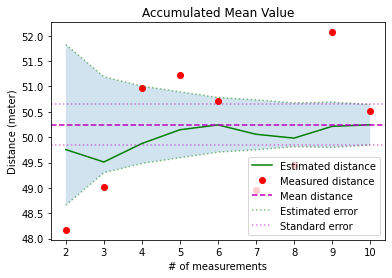 Accumulated Mean Value
Distance (meter)
52.0
51.5
51.0
50.5
50.0
49.5
49.0
48.5
48.0
Estimated distance
Measured distance
Mean distance
Estimated error
Standard error
2 3 4 5 6 7 8 9 10
# of measurements